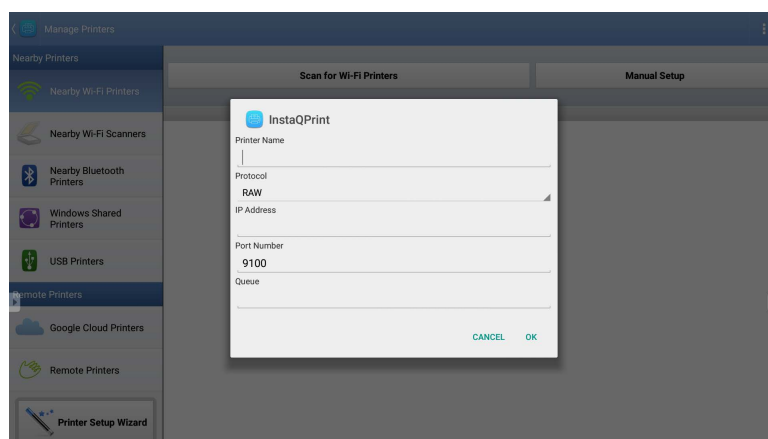 Manage Printers
Nearby Printers
Nearby Wi-Fi Printers
Nearby Wi-Fi Scanners
Nearby Bluetooth
Printers
Windows Shared
Printers
USB Printers
Remote Printers
Google Cloud Printers
Remote Printers
Printer Setup Wizard
Scan for Wi-Fi Printers
Manual Setup
InstaQPrint
Printer Name
Protocol
RAW
IP Address
Port Number
9100
Queue
CANCEL
OK